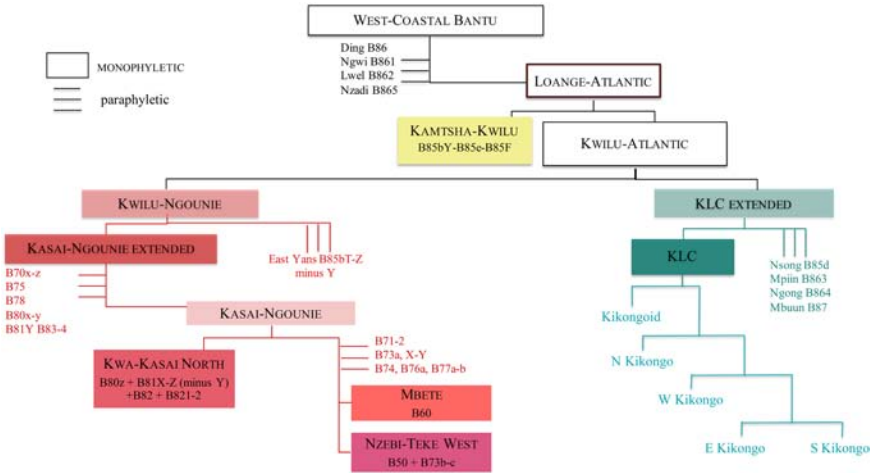 WEST-COASTAL BANTU
Ding B86
Ngwi B861
Lwel B862
Nzadi B865
MONOPHYLETIC
paraphyletic
LOANGE-ATLANTIC
KAMTSHA-KWILU
B85bY-B85e-B85F
KWILU-ATLANTIC
KWILU-NGOUNIE
KLC EXTENDED
KASAI-NGOUNIE EXTENDED
East Yans B85bT-Z
minus Y
B70x-z
B75
B78
B80x-y
B81Y B83-4
KLC
Nsong B85d
Mpiin B863
Ngong B864
Mbuun B87
KASAI-NGOUNIE
Kikongoid
KWA-KASAI NORTH
B80z + B81X-Z (minus Y)
+B82 + B821-2
B71-2
B73a, X-Y
B74, B76a, B77a-b
N Kikongo
MBETE
B60
W Kikongo
NZEBI-TEKE WEST
B50 + B73b-c
E Kikongo
S Kikongo